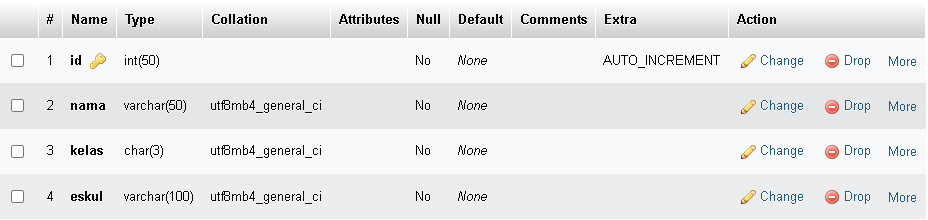 # Name Type Collation Attributes Null Default Comments Extra Action
1 id int(50) No None AUTO_INCREMENT Change Drop More
2 nama varchar(50) utf8mb4_general_ci No None Change Drop More
3 kelas char(3) utf8mb4_general_ci No None Change Drop More
4 eskul varchar(100) utf8mb4_general_ci No None Change Drop More